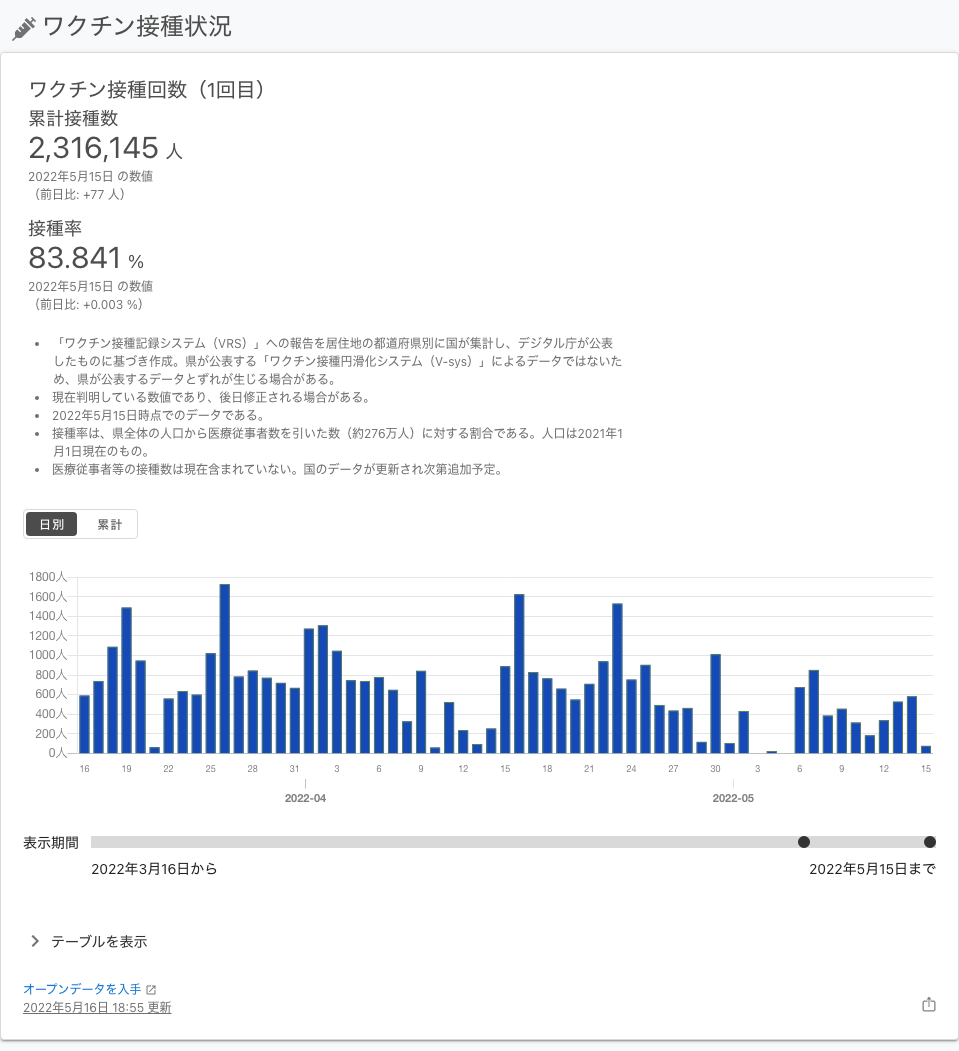 ワクチン接種状況
ワクチン接種回数（1回目）
累計接種数
2,316,145 人
2022年5月15日 の数値
（前日比: +77 人）
接種率
83.841 %
2022年5月15日 の数値
（前日比: +0.003 %）
• 「ワクチン接種記録システム（VRS）」への報告を居住地の都道府県別に国が集計し、デジタル庁が公表
したものに基づき作成。県が公表する「ワクチン接種円滑化システム（V-sys）」によるデータではないた
め、県が公表するデータとずれが生じる場合がある。
• 現在判明している数値であり、後日修正される場合がある。
• 2022年5月15日時点でのデータである。
• 接種率は、県全体の人口から医療従事者数を引いた数（約276万人）に対する割合である。人口は2021年1
月1日現在のもの。
• 医療従事者等の接種数は現在含まれていない。国のデータが更新され次第追加予定。
日別 累計
1800人
1600人
1400人
1200人
1000人
800人
600人
400人
200人
0人
16 19 22 25 28 31 3 6 9 12 15 18 21 24 27 30 3 6 9 12 15
2022-04 2022-05
表示期間
2022年3月16日から 2022年5月15日まで
テーブルを表示
オープンデータを入手
2022年5月16日 18:55 更新